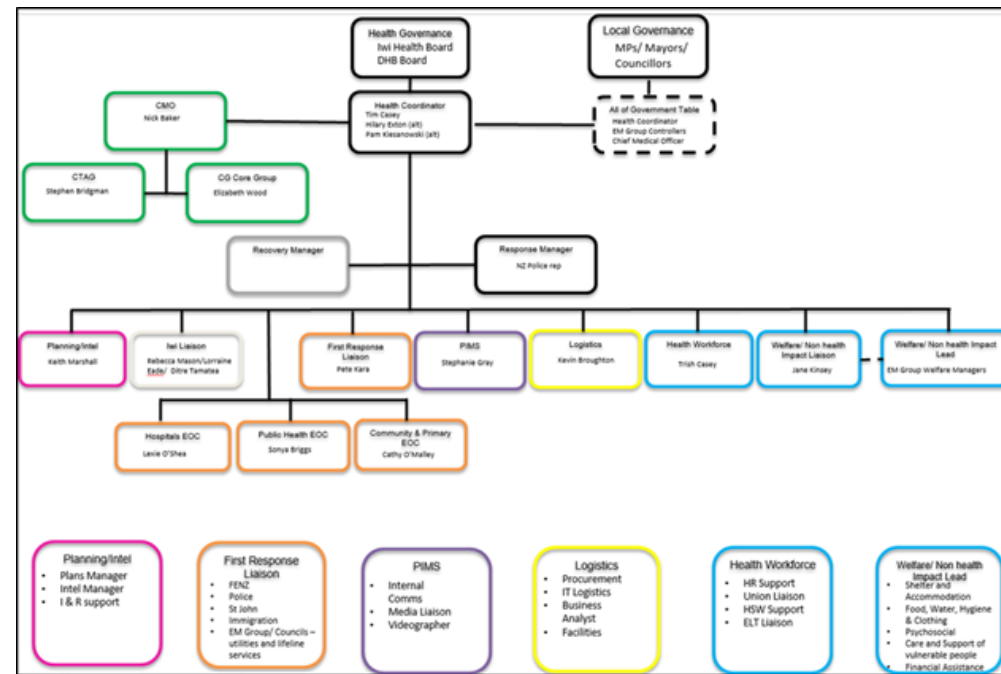 Health Governance
Iwi Health Board
DHB Board
Local Governance
MPs/ Mayors/
Councillors
CMO
Nick Baker
Health Coordinator
Tim Casey
Hilary Exton (alt)
Pam Kiesanowski (alt)
All of Government Table
Health Coordinator
EM Group Controllers
Chief Medical Officer
CTAG
Stephen Bridgman
CG Core Group
Elizabeth Wood
Recovery Manager
Response Manager
NZ Police rep
Planning/Intel
Keith Marshall
Iwi Liaison
Rebecca Mason/Lorraine
Eade/ Ditre Tamatea
First Response
Liaison
Pete Kara
PIMS
Stephanie Gray
Logistics
Kevin Broughton
Health Workforce
Trish Casey
Welfare/ Non health
Impact Liaison
Jane Kinsey
Welfare/ Non health Impact
Lead
EM Group Welfare Managers
Hospitals EOC
Lexie O'Shea
Public Health EOC
Sonya Briggs
Community & Primary
EOC
Cathy O'Malley
Planning/Intel
• Plans Manager
• Intel Manager
• I & R support
First Response
Liaison
• FENZ
• Police
• St John
• Immigration
• EM Group/ Councils –
utilities and lifeline
services
PIMS
• Internal
Comms
• Media Liaison
• Videographer
Logistics
• Procurement
• IT Logistics
• Business
Analyst
• Facilities
Health Workforce
• HR Support
• Union Liaison
• HSW Support
• ELT Liaison
Welfare/ Non health
Impact Lead
• Shelter and
Accommodation
• Food, Water, Hygiene
& Clothing
• Psychosocial
• Care and Support of
vulnerable people
• Financial Assistance